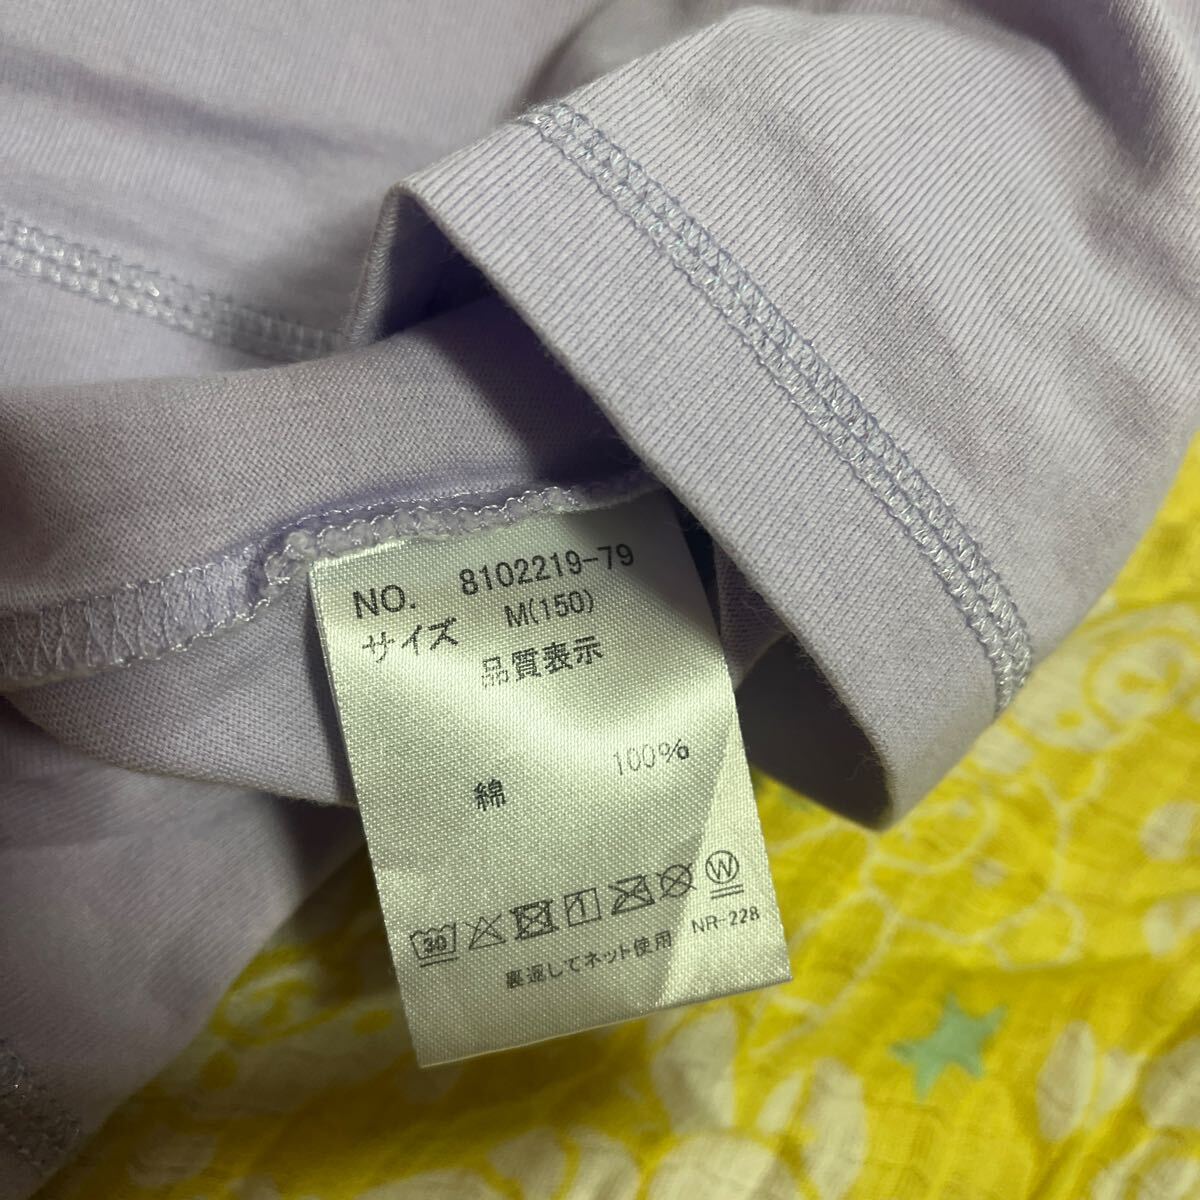 NO. 8102219-79
サイズ M(150)
品質表示
綿 100%
30 1 W
裏返してネット使用 NR-228